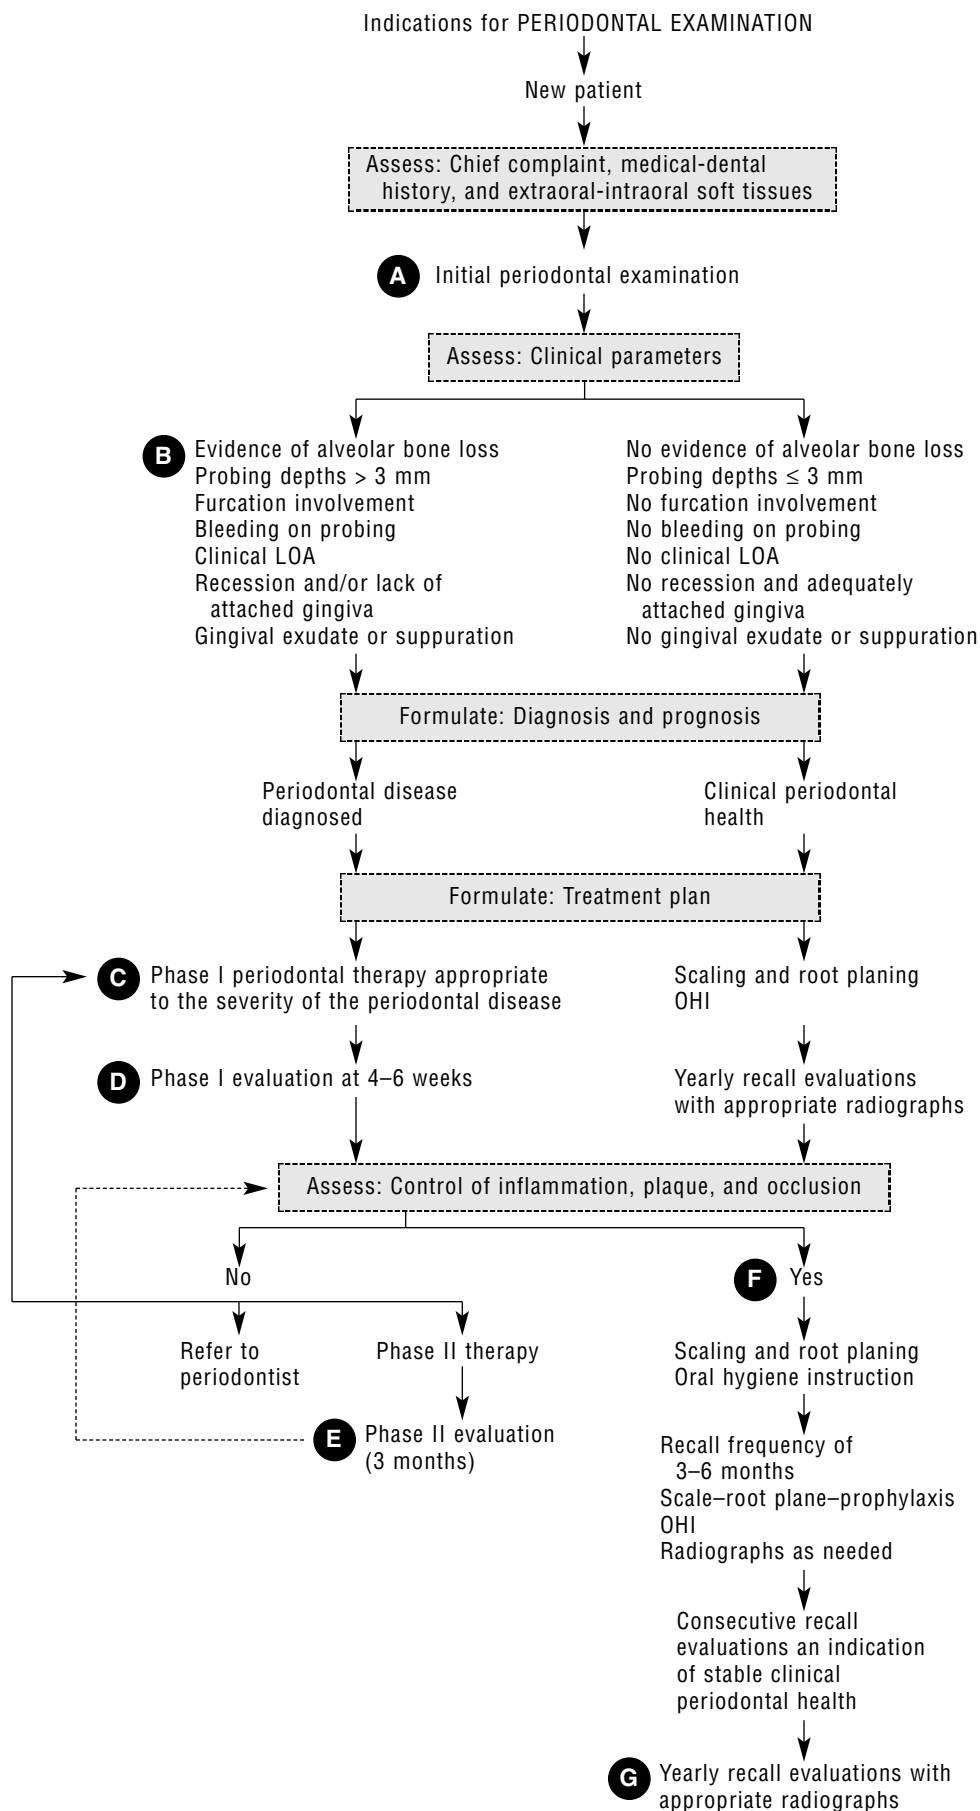 Indications for PERIODONTAL EXAMINATION
New patient
Assess: Chief complaint, medical-dental
history, and extraoral-intraoral soft tissues
A Initial periodontal examination
Assess: Clinical parameters
B Evidence of alveolar bone loss
Probing depths > 3 mm
Furcation involvement
Bleeding on probing
Clinical LOA
Recession and/or lack of
attached gingiva
Gingival exudate or suppuration
No evidence of alveolar bone loss
Probing depths ≤ 3 mm
No furcation involvement
No bleeding on probing
No clinical LOA
No recession and adequately
attached gingiva
No gingival exudate or suppuration
Formulate: Diagnosis and prognosis
Periodontal disease
diagnosed
Clinical periodontal
health
Formulate: Treatment plan
C Phase I periodontal therapy appropriate
to the severity of the periodontal disease
Scaling and root planing
OHI
D Phase I evaluation at 4–6 weeks
Yearly recall evaluations
with appropriate radiographs
Assess: Control of inflammation, plaque, and occlusion
No
F Yes
Refer to
periodontist
Phase II therapy
Scaling and root planing
Oral hygiene instruction
E Phase II evaluation
(3 months)
Recall frequency of
3–6 months
Scale–root plane–prophylaxis
OHI
Radiographs as needed
Consecutive recall
evaluations an indication
of stable clinical
periodontal health
G Yearly recall evaluations with
appropriate radiographs